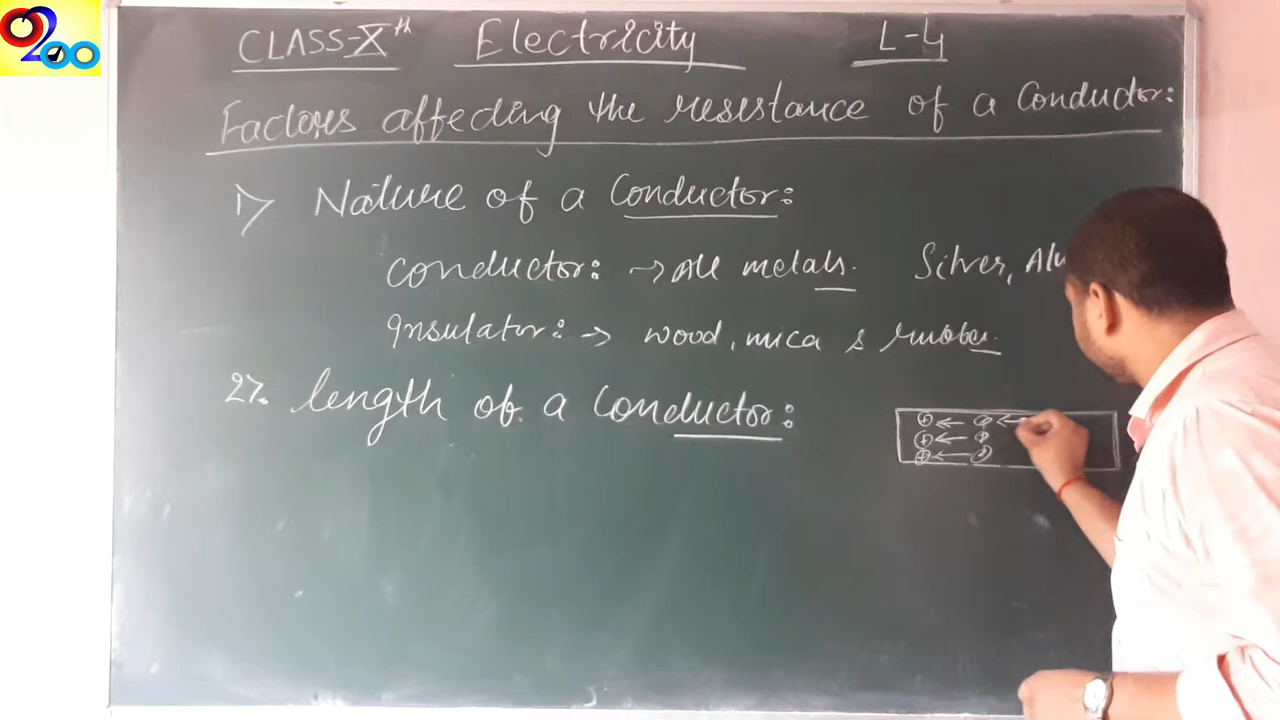 CLASS-Xth Electricity L-4
Factors affecting the resistance of a Conductor:
1> Nature of a Conductor:
conductor: → All metals. Silver, Alu
Insulator: → wood, mica & rubber.
2%. length of a Conductor: